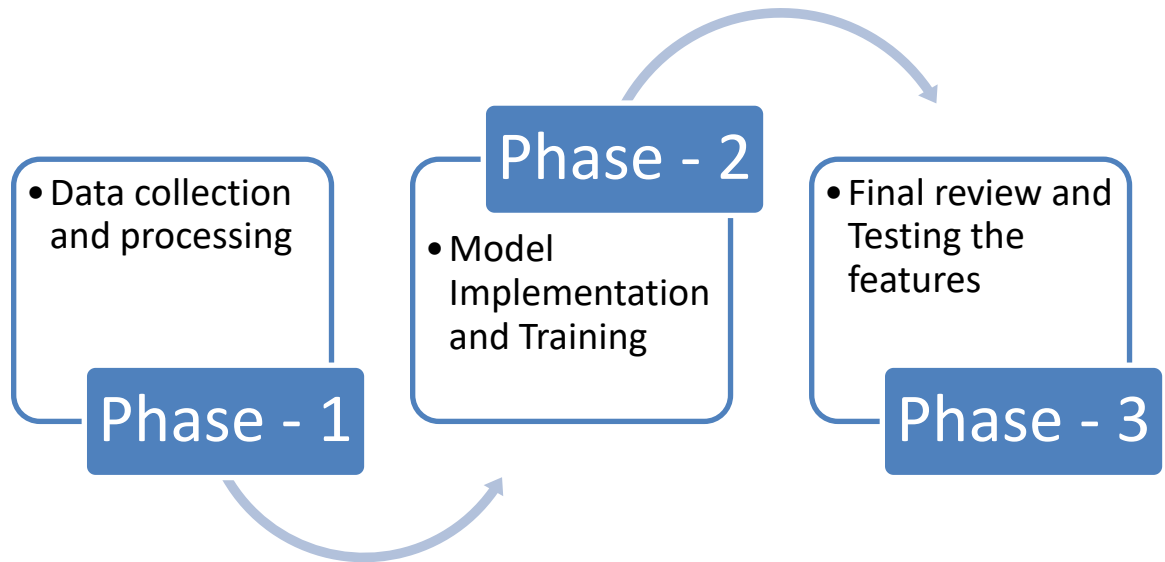 • Data collection
and processing
Phase - 1
Phase - 2
• Model
Implementation
and Training
• Final review and
Testing the
features
Phase - 3